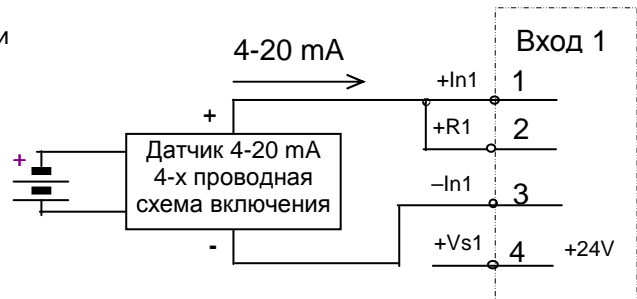 и
4-20 mA
Вход 1
+In1 1
+R1 2
–In1 3
+Vs1 4 +24V
+
Датчик 4-20 mA
4-х проводная
схема включения
-
+